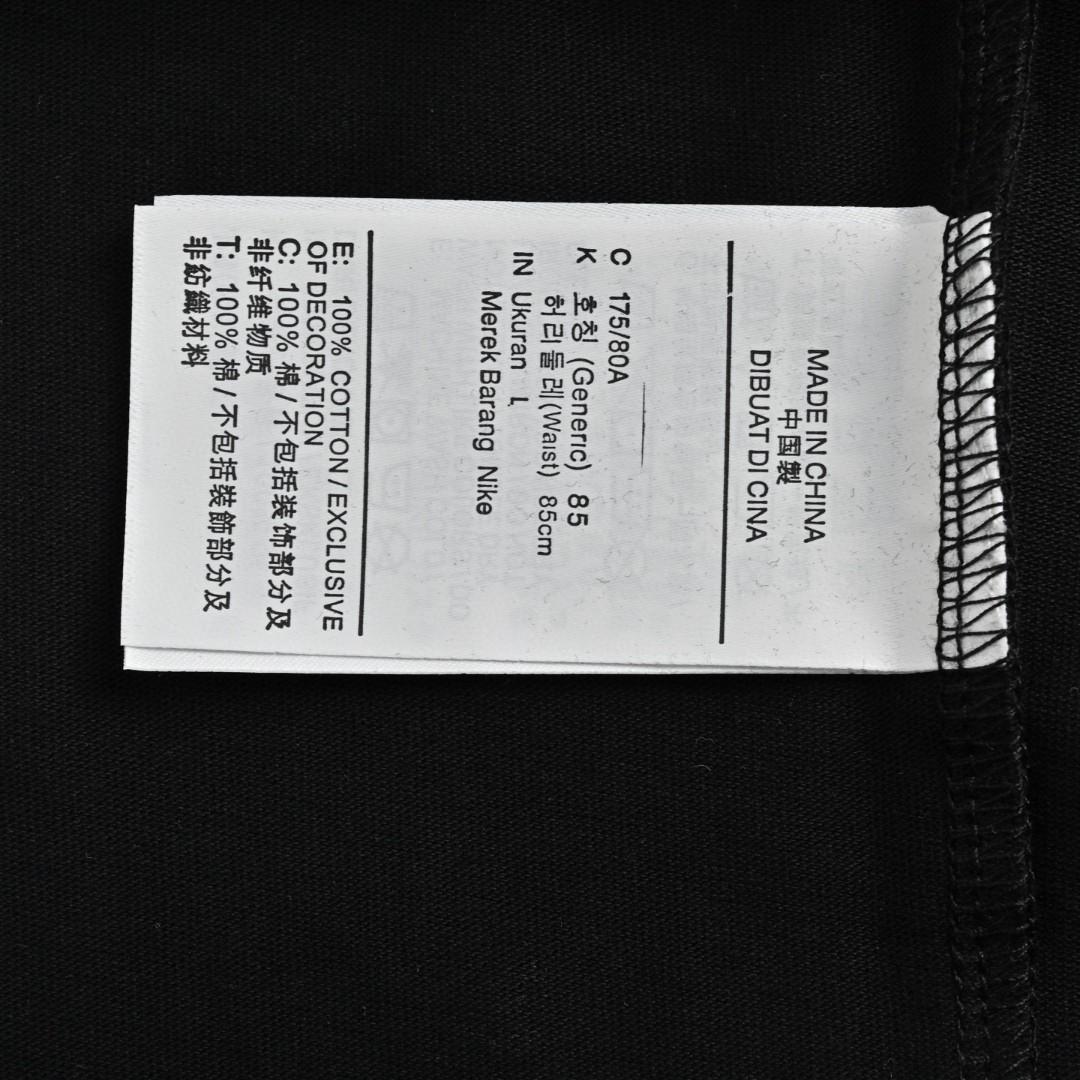 MADE IN CHINA
中国製
DIBUAT DI CINA
C 175/80A
K 호칭 (Generic) 85
허리둘레(Waist) 85cm
IN Ukuran L
Merek Barang Nike
E: 100% COTTON / EXCLUSIVE
OF DECORATION
C: 100% 棉 / 不包括装饰部分及
非纤维物质
T: 100% 棉 / 不包括裝飾部分及
非紡織材料